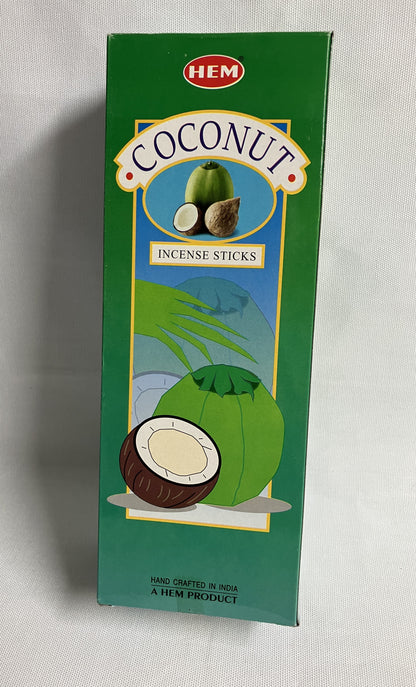 HEM
COCONUT
INCENSE STICKS
HAND CRAFTED IN INDIA
A HEM PRODUCT